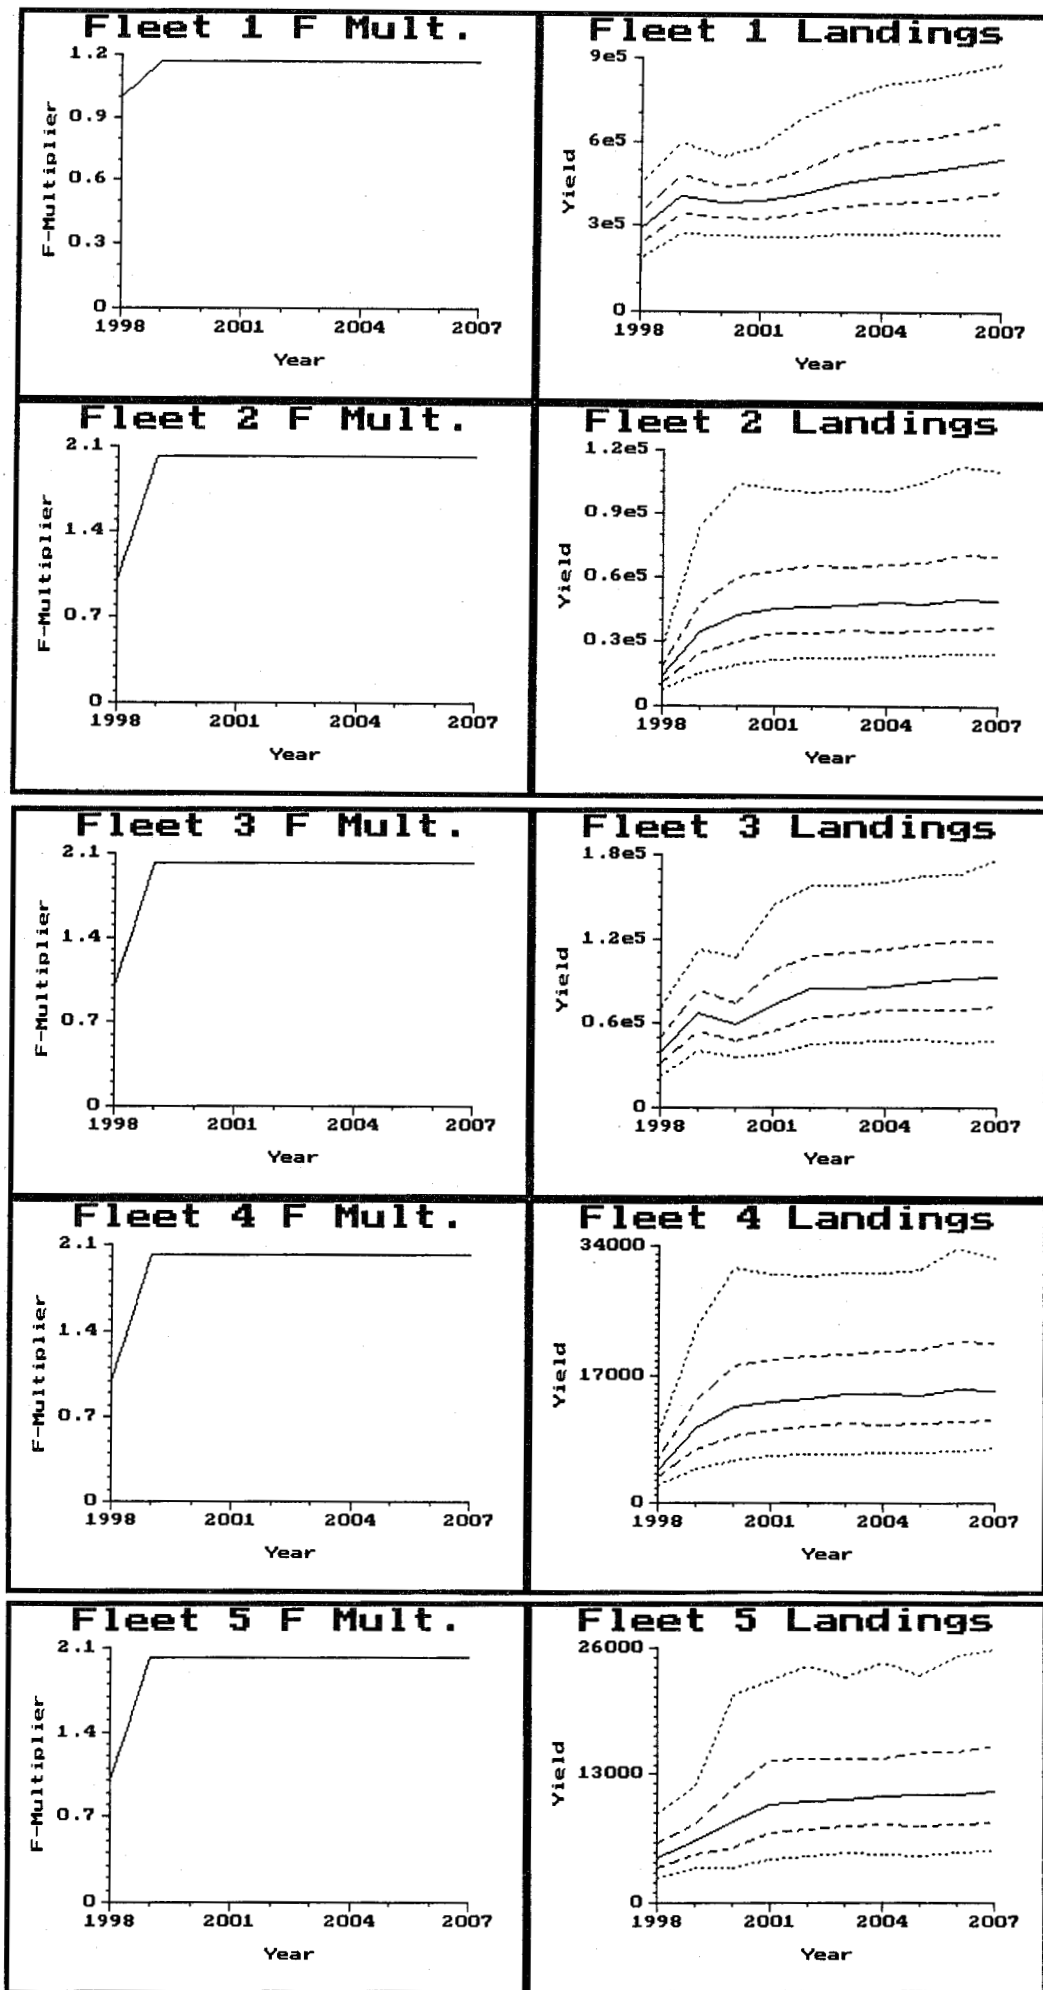 Fleet 1 F Mult.
1.2
0.9
0.6
0.3
0
F-Multiplier
1998 2001 2004 2007
Year
Fleet 1 Landings
9e5
6e5
3e5
0
Yield
1998 2001 2004 2007
Year
Fleet 2 F Mult.
2.1
1.4
0.7
0
F-Multiplier
1998 2001 2004 2007
Year
Fleet 2 Landings
1.2e5
0.9e5
0.6e5
0.3e5
0
Yield
1998 2001 2004 2007
Year
Fleet 3 F Mult.
2.1
1.4
0.7
0
F-Multiplier
1998 2001 2004 2007
Year
Fleet 3 Landings
1.8e5
1.2e5
0.6e5
0
Yield
1998 2001 2004 2007
Year
Fleet 4 F Mult.
2.1
1.4
0.7
0
F-Multiplier
1998 2001 2004 2007
Year
Fleet 4 Landings
34000
17000
0
Yield
1998 2001 2004 2007
Year
Fleet 5 F Mult.
2.1
1.4
0.7
0
F-Multiplier
1998 2001 2004 2007
Year
Fleet 5 Landings
26000
13000
0
Yield
1998 2001 2004 2007
Year